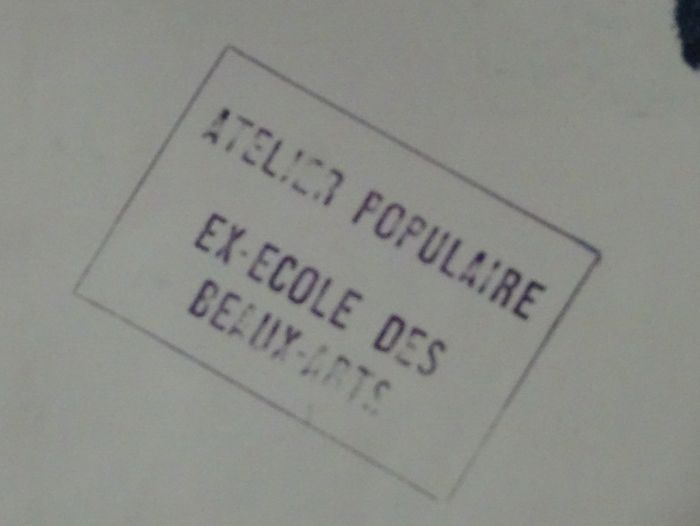 ATELIER POPULAIRE
EX-ECOLE DES
BEAUX-ARTS